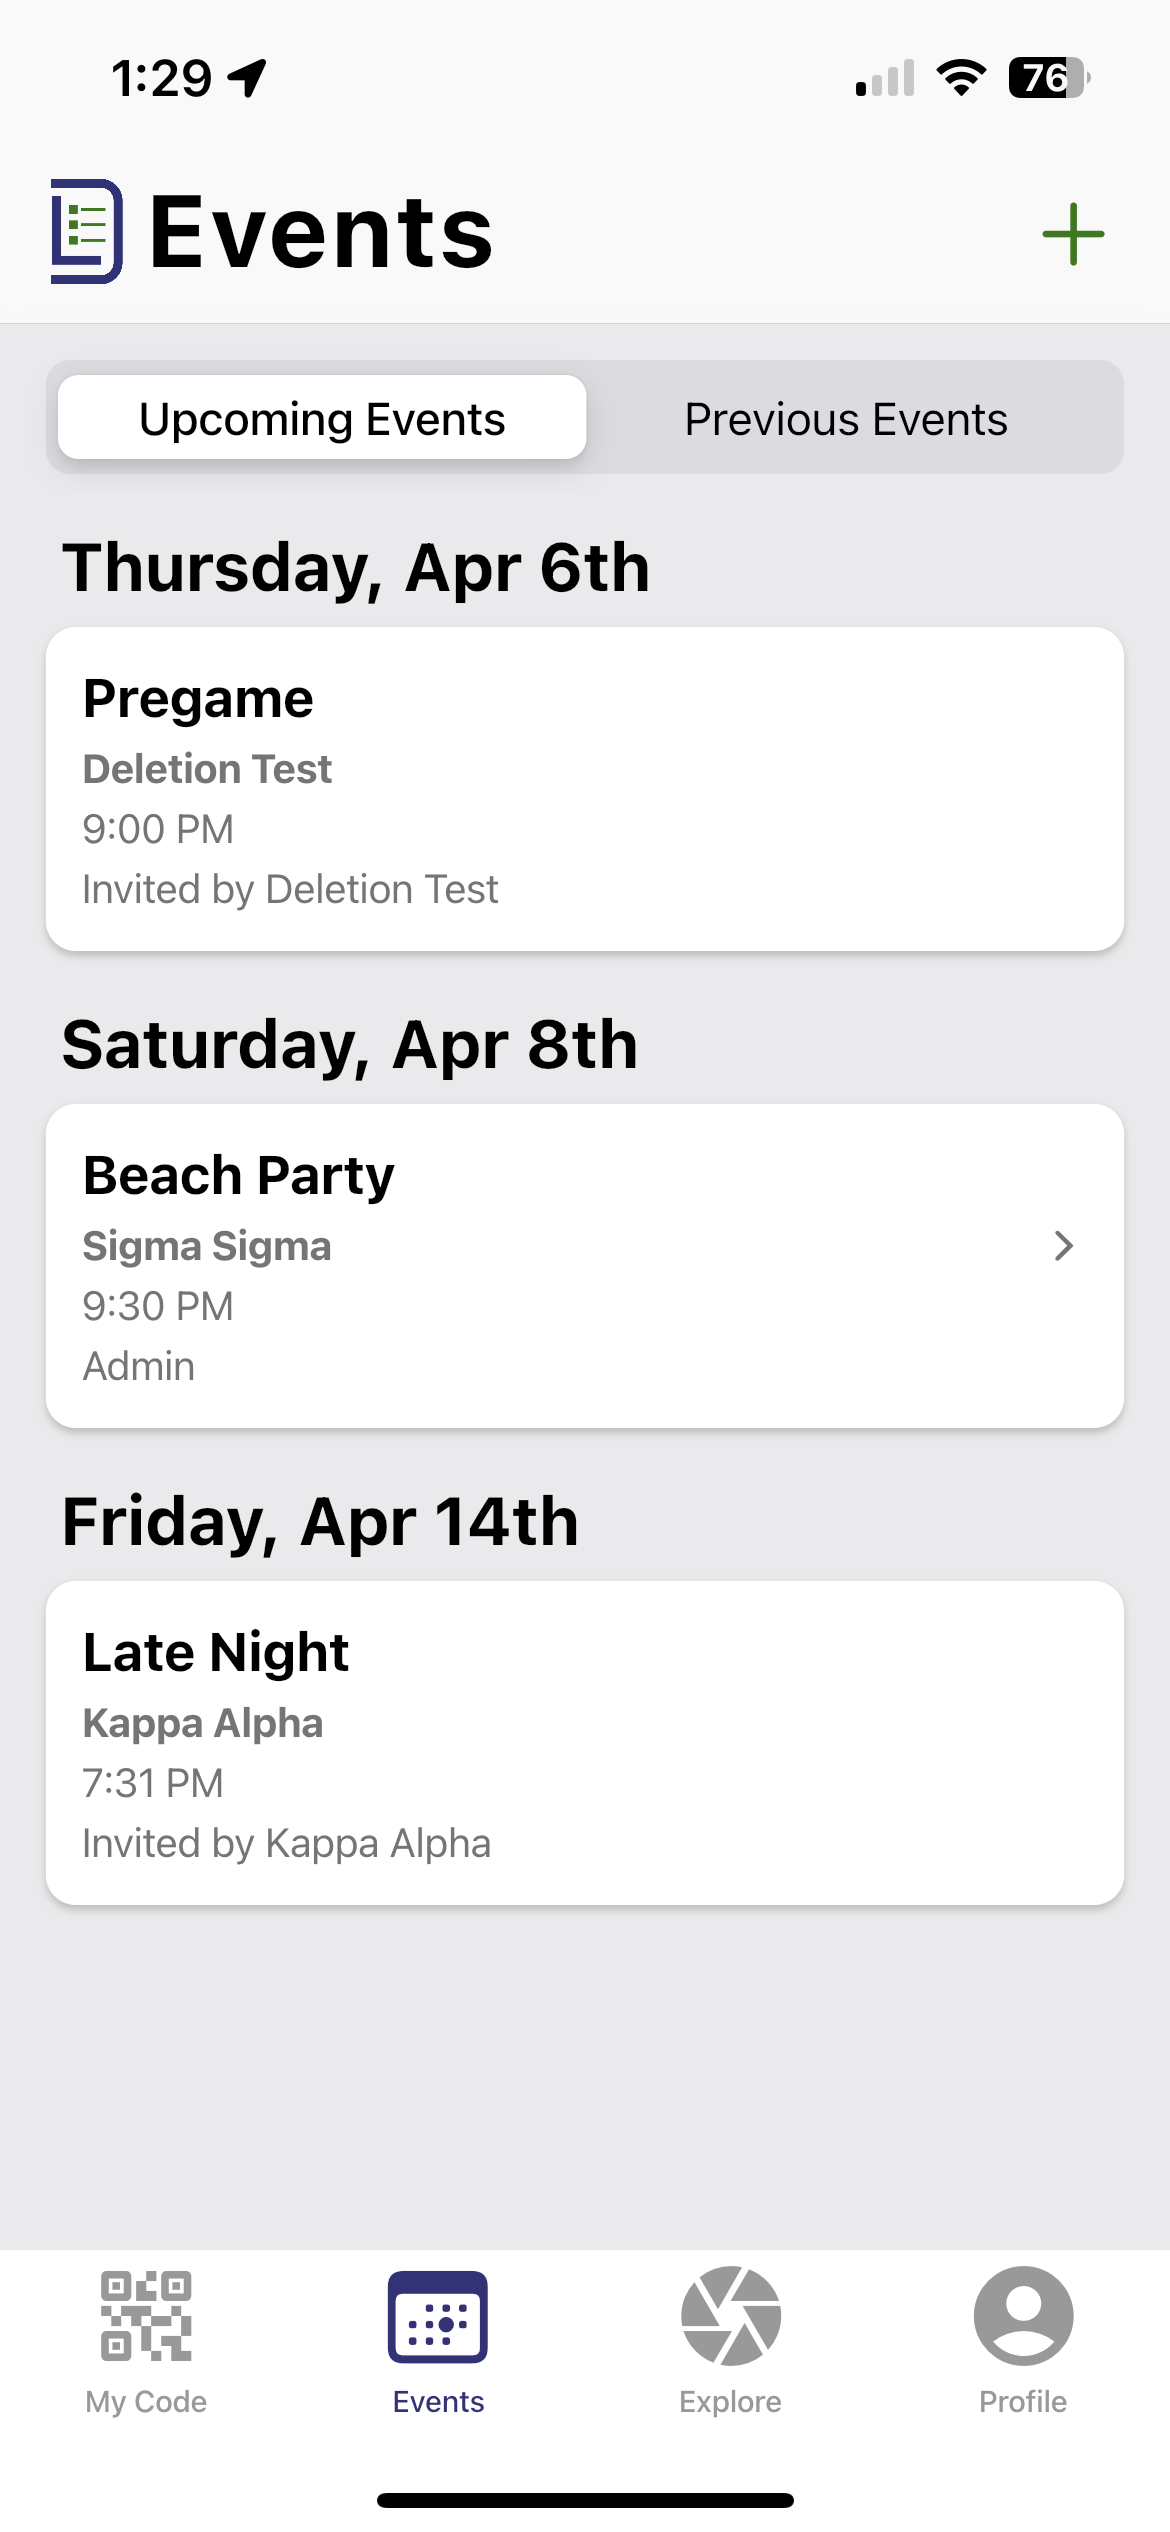 1:29
76
Events
Upcoming Events
Previous Events
Thursday, Apr 6th
Pregame
Deletion Test
9:00 PM
Invited by Deletion Test
Saturday, Apr 8th
Beach Party
Sigma Sigma
9:30 PM
Admin
Friday, Apr 14th
Late Night
Kappa Alpha
7:31 PM
Invited by Kappa Alpha
My Code
Events
Explore
Profile